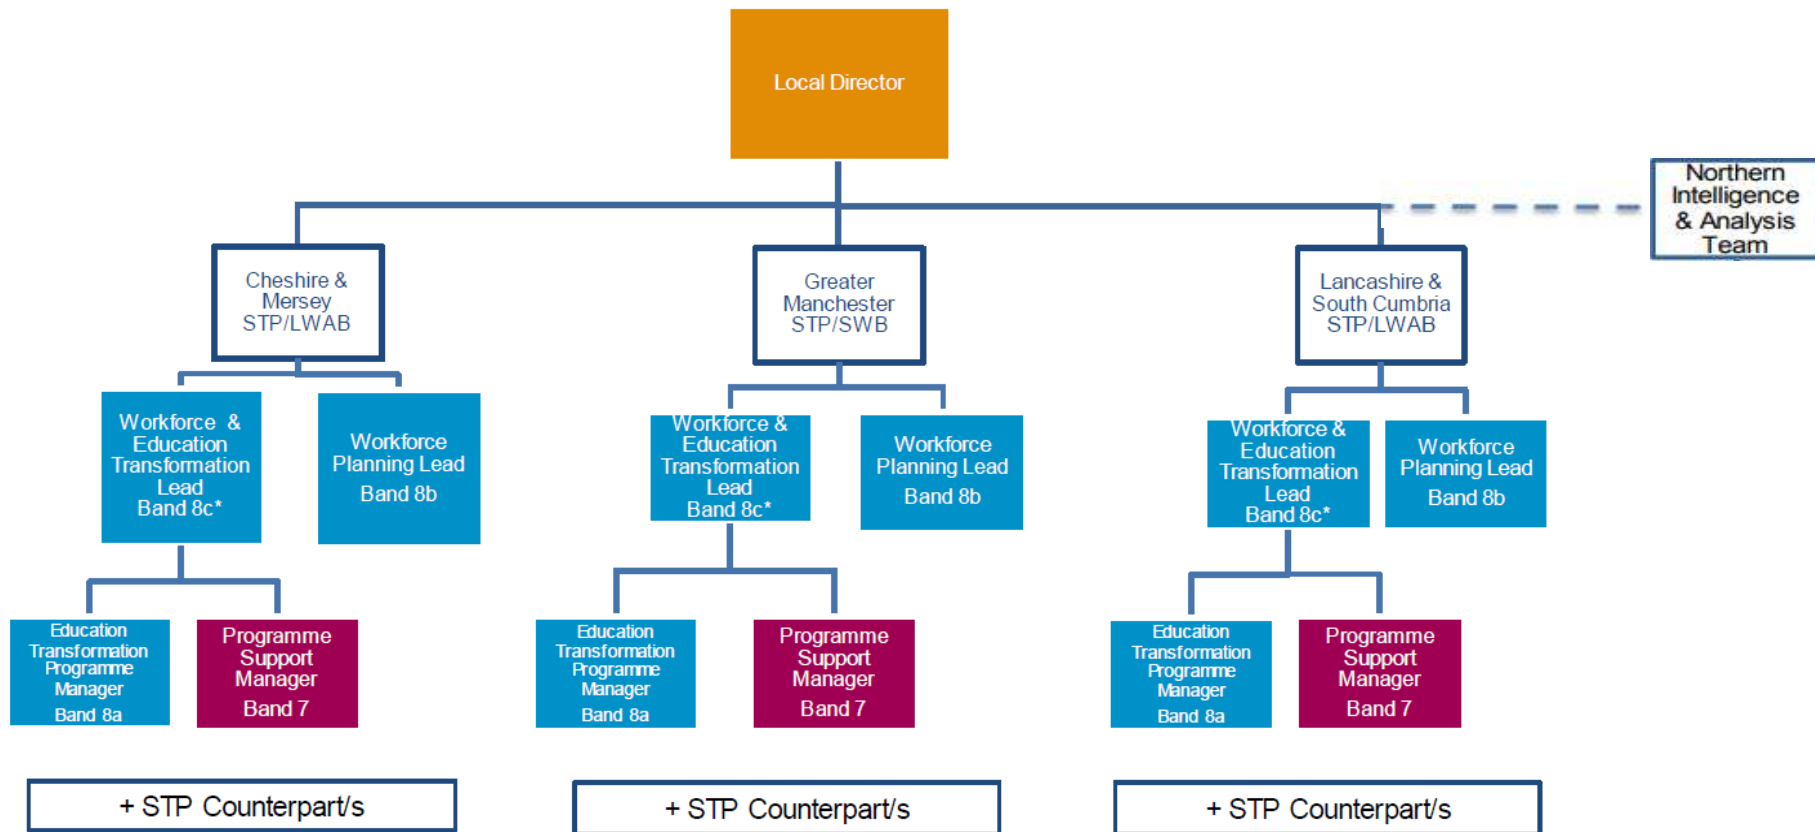 Local Director
Northern
Intelligence
& Analysis
Team
Cheshire &
Mersey
STP/LWAB
Greater
Manchester
STP/SWB
Lancashire &
South Cumbria
STP/LWAB
Workforce &
Education
Transformation
Lead
Band 8c*
Workforce
Planning Lead
Band 8b
Workforce &
Education
Transformation
Lead
Band 8c*
Workforce
Planning Lead
Band 8b
Workforce &
Education
Transformation
Lead
Band 8c*
Workforce
Planning Lead
Band 8b
Education
Transformation
Programme
Manager
Band 8a
Programme
Support
Manager
Band 7
Education
Transformation
Programme
Manager
Band 8a
Programme
Support
Manager
Band 7
Education
Transformation
Programme
Manager
Band 8a
Programme
Support
Manager
Band 7
+ STP Counterpart/s
+ STP Counterpart/s
+ STP Counterpart/s